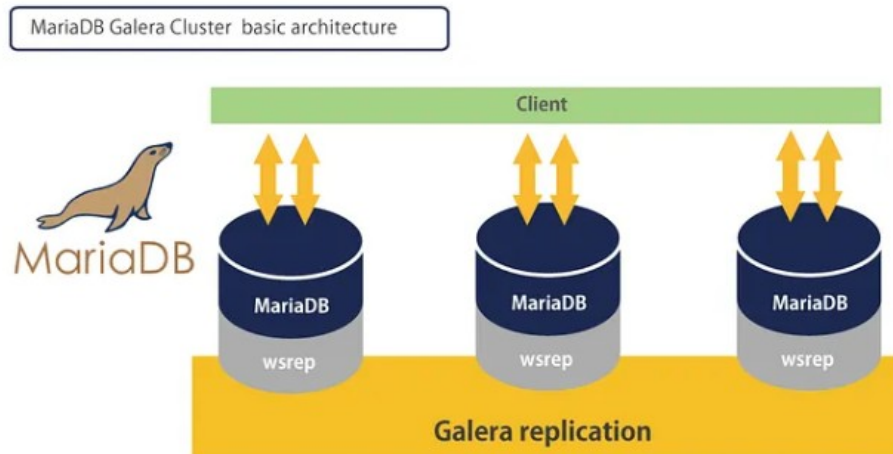 MariaDB Galera Cluster basic architecture
Client
MariaDB
MariaDB
MariaDB
MariaDB
wsrep
wsrep
wsrep
Galera replication